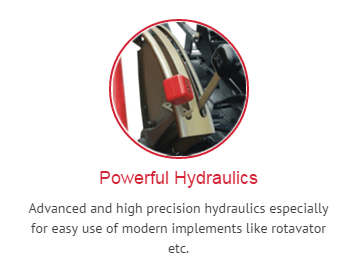 Powerful Hydraulics
Advanced and high precision hydraulics especially
for easy use of modern implements like rotavator
etc.